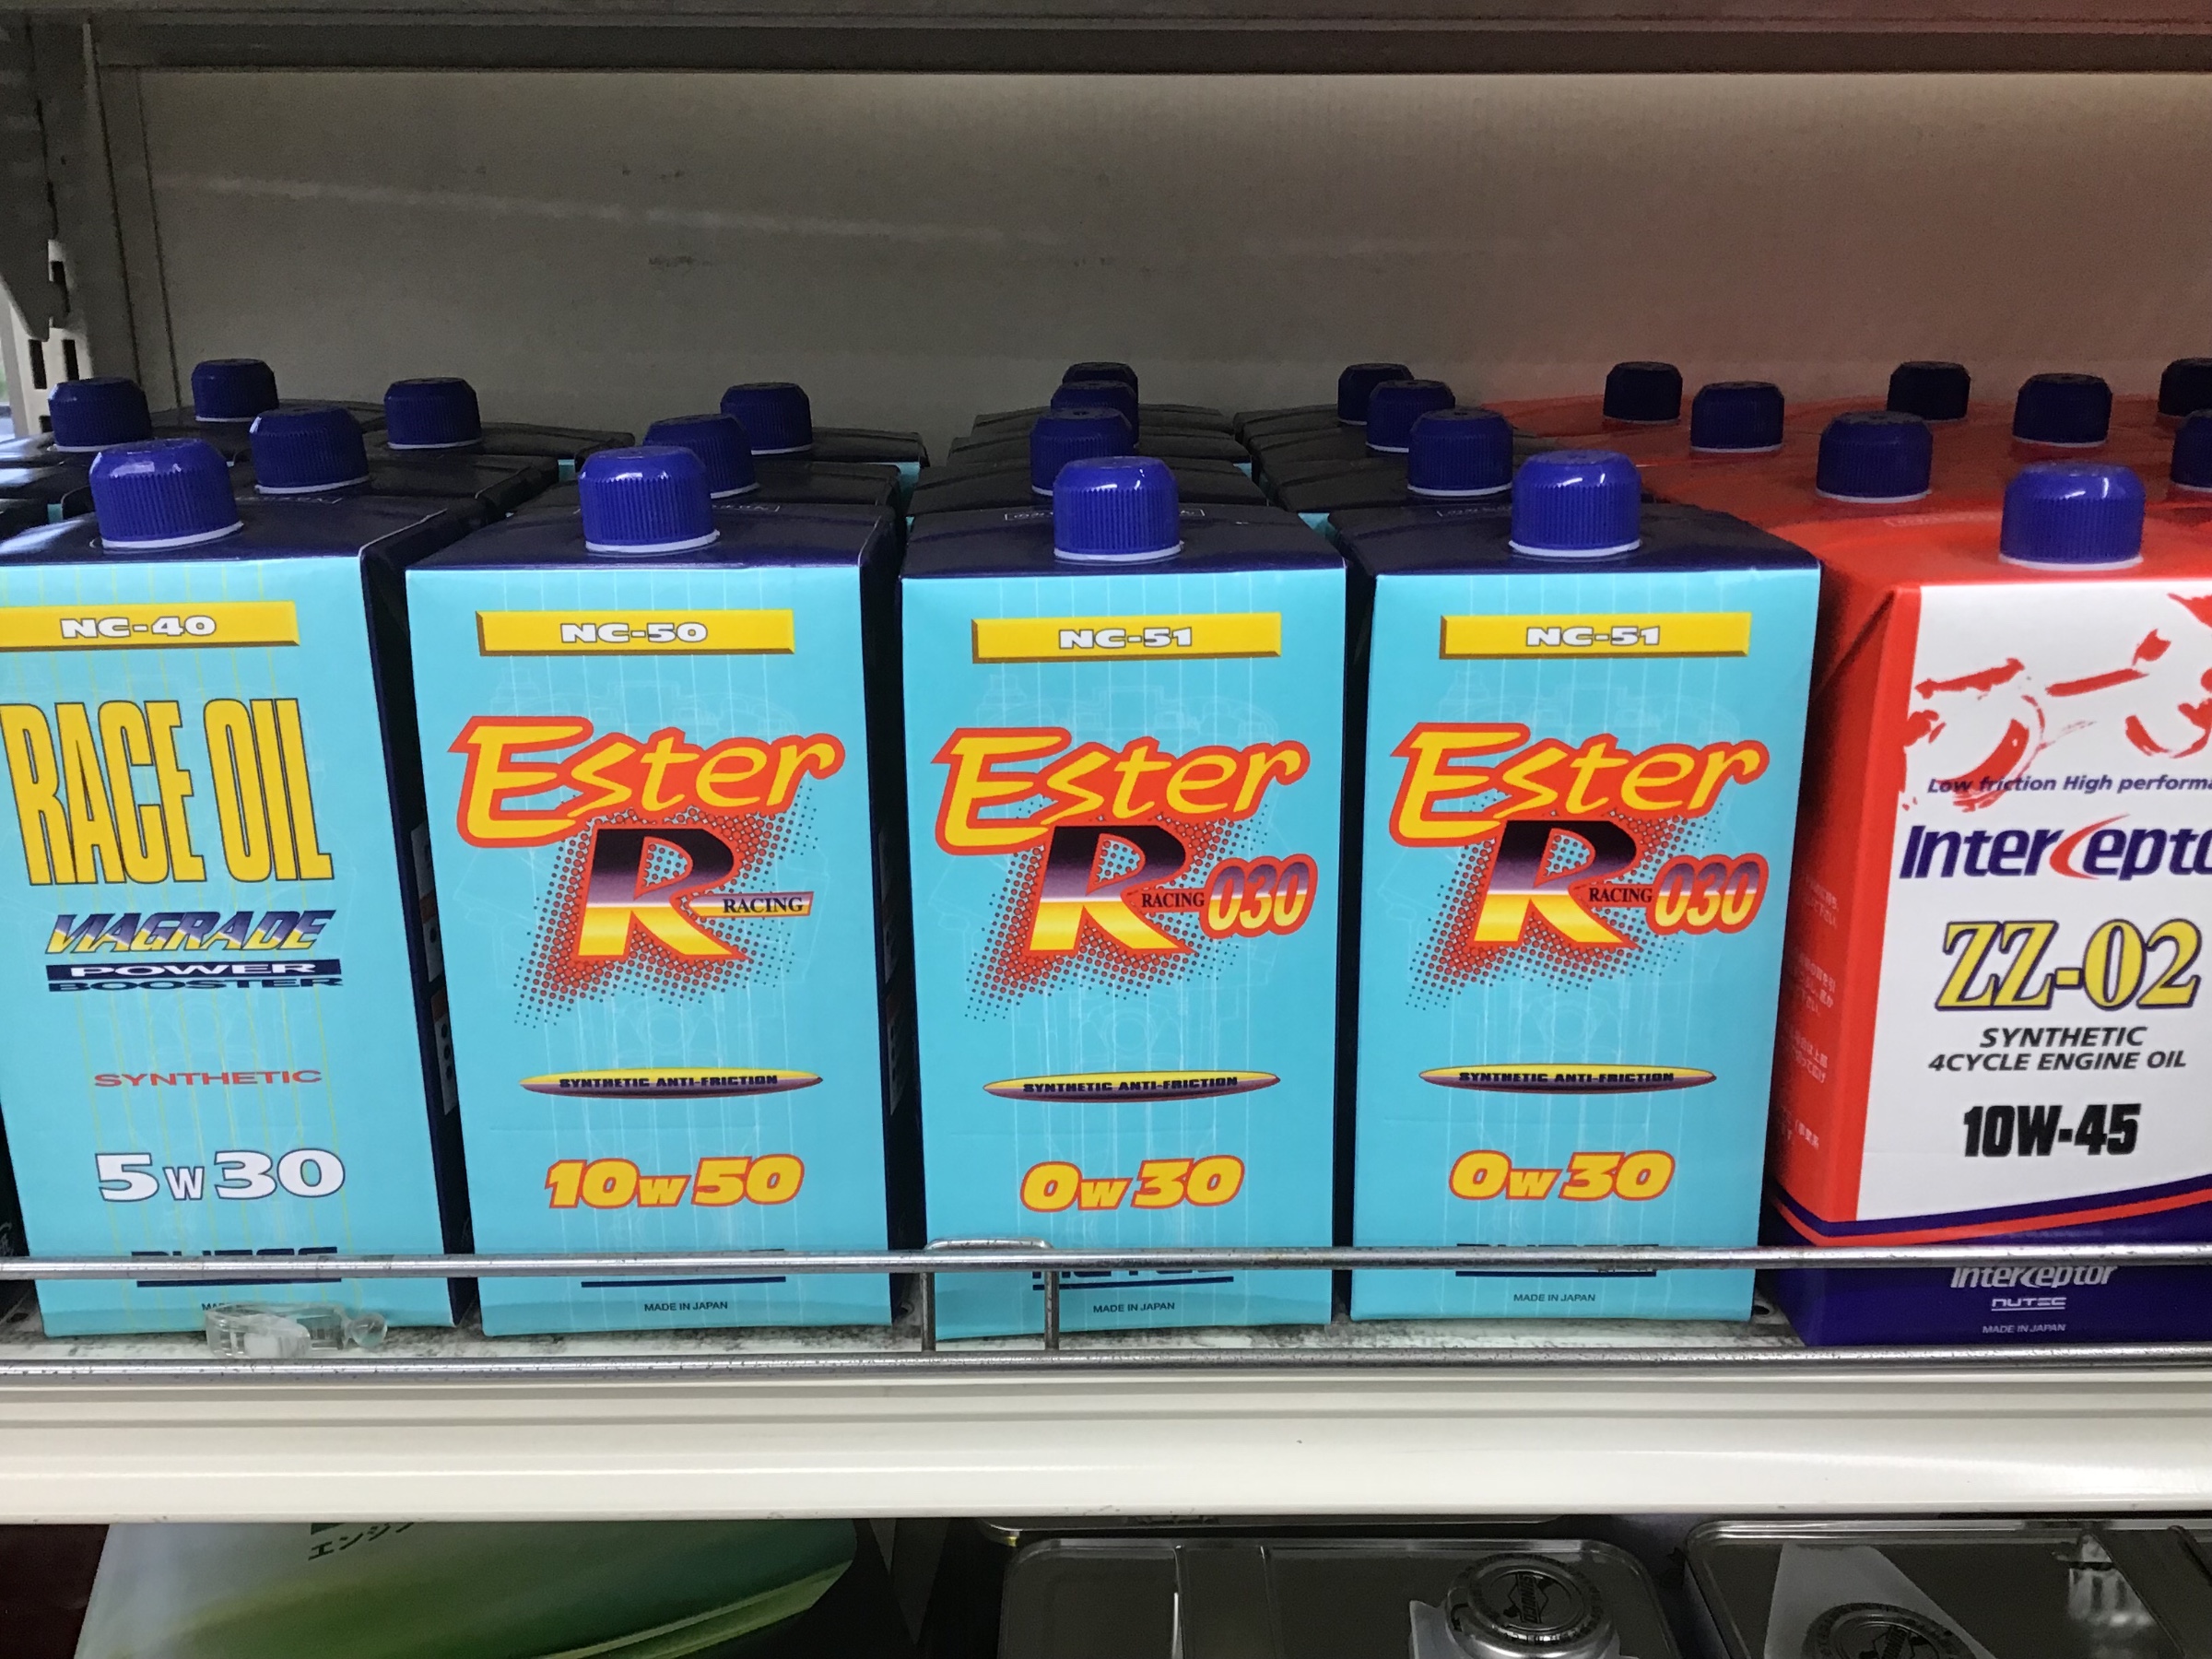 NC-40
RACE OIL
VIAGRADE
POWER
BOOSTER
SYNTHETIC
5W30
NUTEC
NC-50
Ester
R
RACING
SYNTHETIC ANTI-FRICTION
10W50
MADE IN JAPAN
NC-51
Ester
R
RACING 030
SYNTHETIC ANTI-FRICTION
0W30
NUTEC
MADE IN JAPAN
NC-51
Ester
R
RACING 030
SYNTHETIC ANTI-FRICTION
0W30
MADE IN JAPAN
Low friction High
Interceptor
ZZ-02
SYNTHETIC
4CYCLE ENGINE OIL
10W-45
Interceptor
NUTEC
MADE IN JAPAN